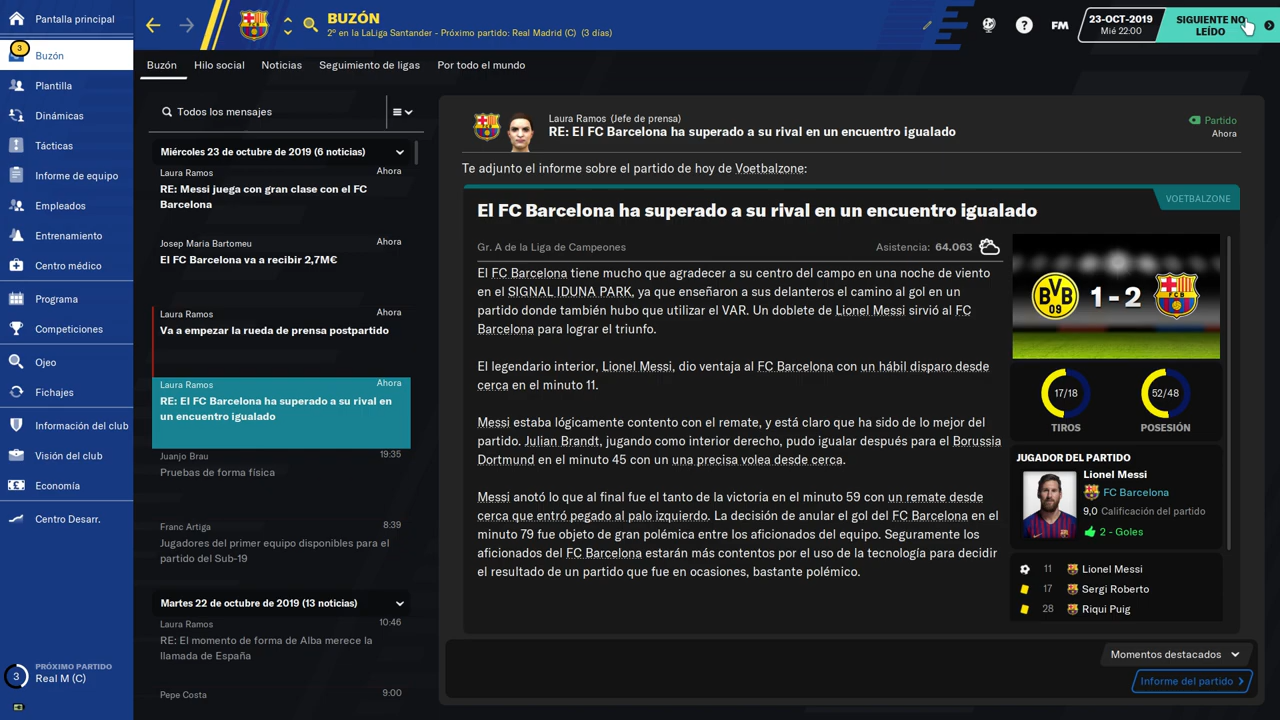 Pantalla principal
3
Buzón
Plantilla
Dinámicas
Tácticas
Informe de equipo
Empleados
Entrenamiento
Centro médico
Programa
Competiciones
Ojeo
Fichajes
Información del club
Visión del club
Economía
Centro Desarr.
3
PRÓXIMO PARTIDO
Real M (C)
BUZÓN
2º en la LaLiga Santander - Próximo partido: Real Madrid (C) (3 días)
FM
23-OCT-2019
Mié 22:00
SIGUIENTE NO
LEÍDO
Buzón
Hilo social
Noticias
Seguimiento de ligas
Por todo el mundo
Todos los mensajes
Miércoles 23 de octubre de 2019 (6 noticias)
Laura Ramos
Ahora
RE: Messi juega con gran clase con el FC
Barcelona
Josep Maria Bartomeu
Ahora
El FC Barcelona va a recibir 2,7M€
Laura Ramos
Ahora
Va a empezar la rueda de prensa postpartido
Laura Ramos
Ahora
RE: El FC Barcelona ha superado a su rival en
un encuentro igualado
Juanjo Brau
19:35
Pruebas de forma física
Franc Artiga
8:39
Jugadores del primer equipo disponibles para el
partido del Sub-19
Martes 22 de octubre de 2019 (13 noticias)
Laura Ramos
10:46
RE: El momento de forma de Alba merece la
llamada de España
Pepe Costa
9:00
Laura Ramos (Jefe de prensa)
RE: El FC Barcelona ha superado a su rival en un encuentro igualado
Partido
Ahora
Te adjunto el informe sobre el partido de hoy de Voetbalzone:
VOETBALZONE
El FC Barcelona ha superado a su rival en un encuentro igualado
Gr. A de la Liga de Campeones
Asistencia: 64.063
El FC Barcelona tiene mucho que agradecer a su centro del campo en una noche de viento
en el SIGNAL IDUNA PARK, ya que enseñaron a sus delanteros el camino al gol en un
partido donde también hubo que utilizar el VAR. Un doblete de Lionel Messi sirvió al FC
Barcelona para lograr el triunfo.
El legendario interior, Lionel Messi, dio ventaja al FC Barcelona con un hábil disparo desde
cerca en el minuto 11.
Messi estaba lógicamente contento con el remate, y está claro que ha sido de lo mejor del
partido. Julian Brandt, jugando como interior derecho, pudo igualar después para el Borussia
Dortmund en el minuto 45 con un una precisa volea desde cerca.
Messi anotó lo que al final fue el tanto de la victoria en el minuto 59 con un remate desde
cerca que entró pegado al palo izquierdo. La decisión de anular el gol del FC Barcelona en el
minuto 79 fue objeto de gran polémica entre los aficionados del equipo. Seguramente los
aficionados del FC Barcelona estarán más contentos por el uso de la tecnología para decidir
el resultado de un partido que fue en ocasiones, bastante polémico.
BVB
09
1 - 2
FCB
17/18
TIROS
52/48
POSESIÓN
JUGADOR DEL PARTIDO
Lionel Messi
FC Barcelona
9,0 Calificación del partido
2 - Goles
11 Lionel Messi
17 Sergi Roberto
28 Riqui Puig
Momentos destacados
Informe del partido